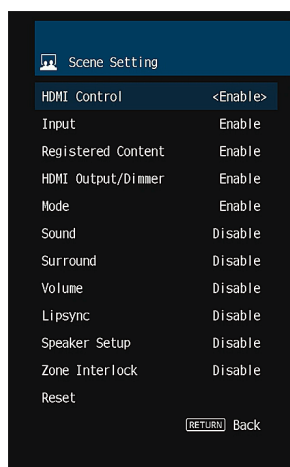 Scene Setting
HDMI Control <Enable>
Input Enable
Registered Content Enable
HDMI Output/Dimmer Enable
Mode Enable
Sound Disable
Surround Disable
Volume Disable
Lipsync Disable
Speaker Setup Disable
Zone Interlock Disable
Reset
RETURN Back